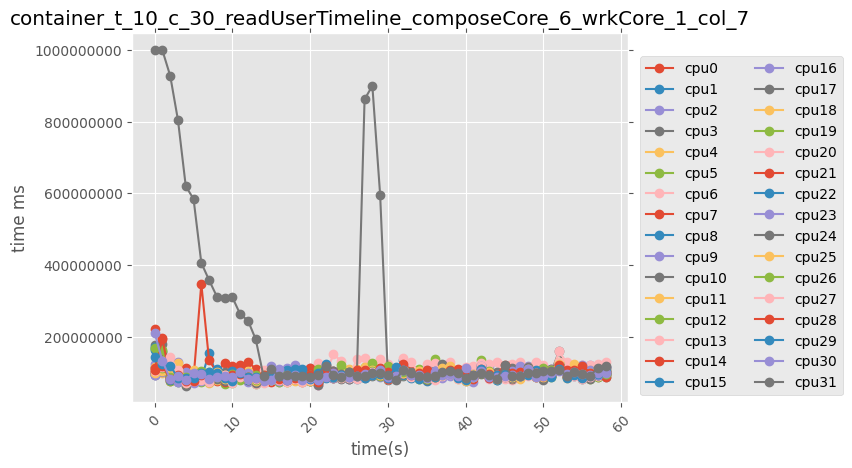 container_t_10_c_30_readUserTimeline_composeCore_6_wrkCore_1_col_7
1000000000
800000000
600000000
400000000
200000000
time ms
0
10
20
30
40
50
60
time(s)
cpu0
cpu1
cpu2
cpu3
cpu4
cpu5
cpu6
cpu7
cpu8
cpu9
cpu10
cpu11
cpu12
cpu13
cpu14
cpu15
cpu16
cpu17
cpu18
cpu19
cpu20
cpu21
cpu22
cpu23
cpu24
cpu25
cpu26
cpu27
cpu28
cpu29
cpu30
cpu31